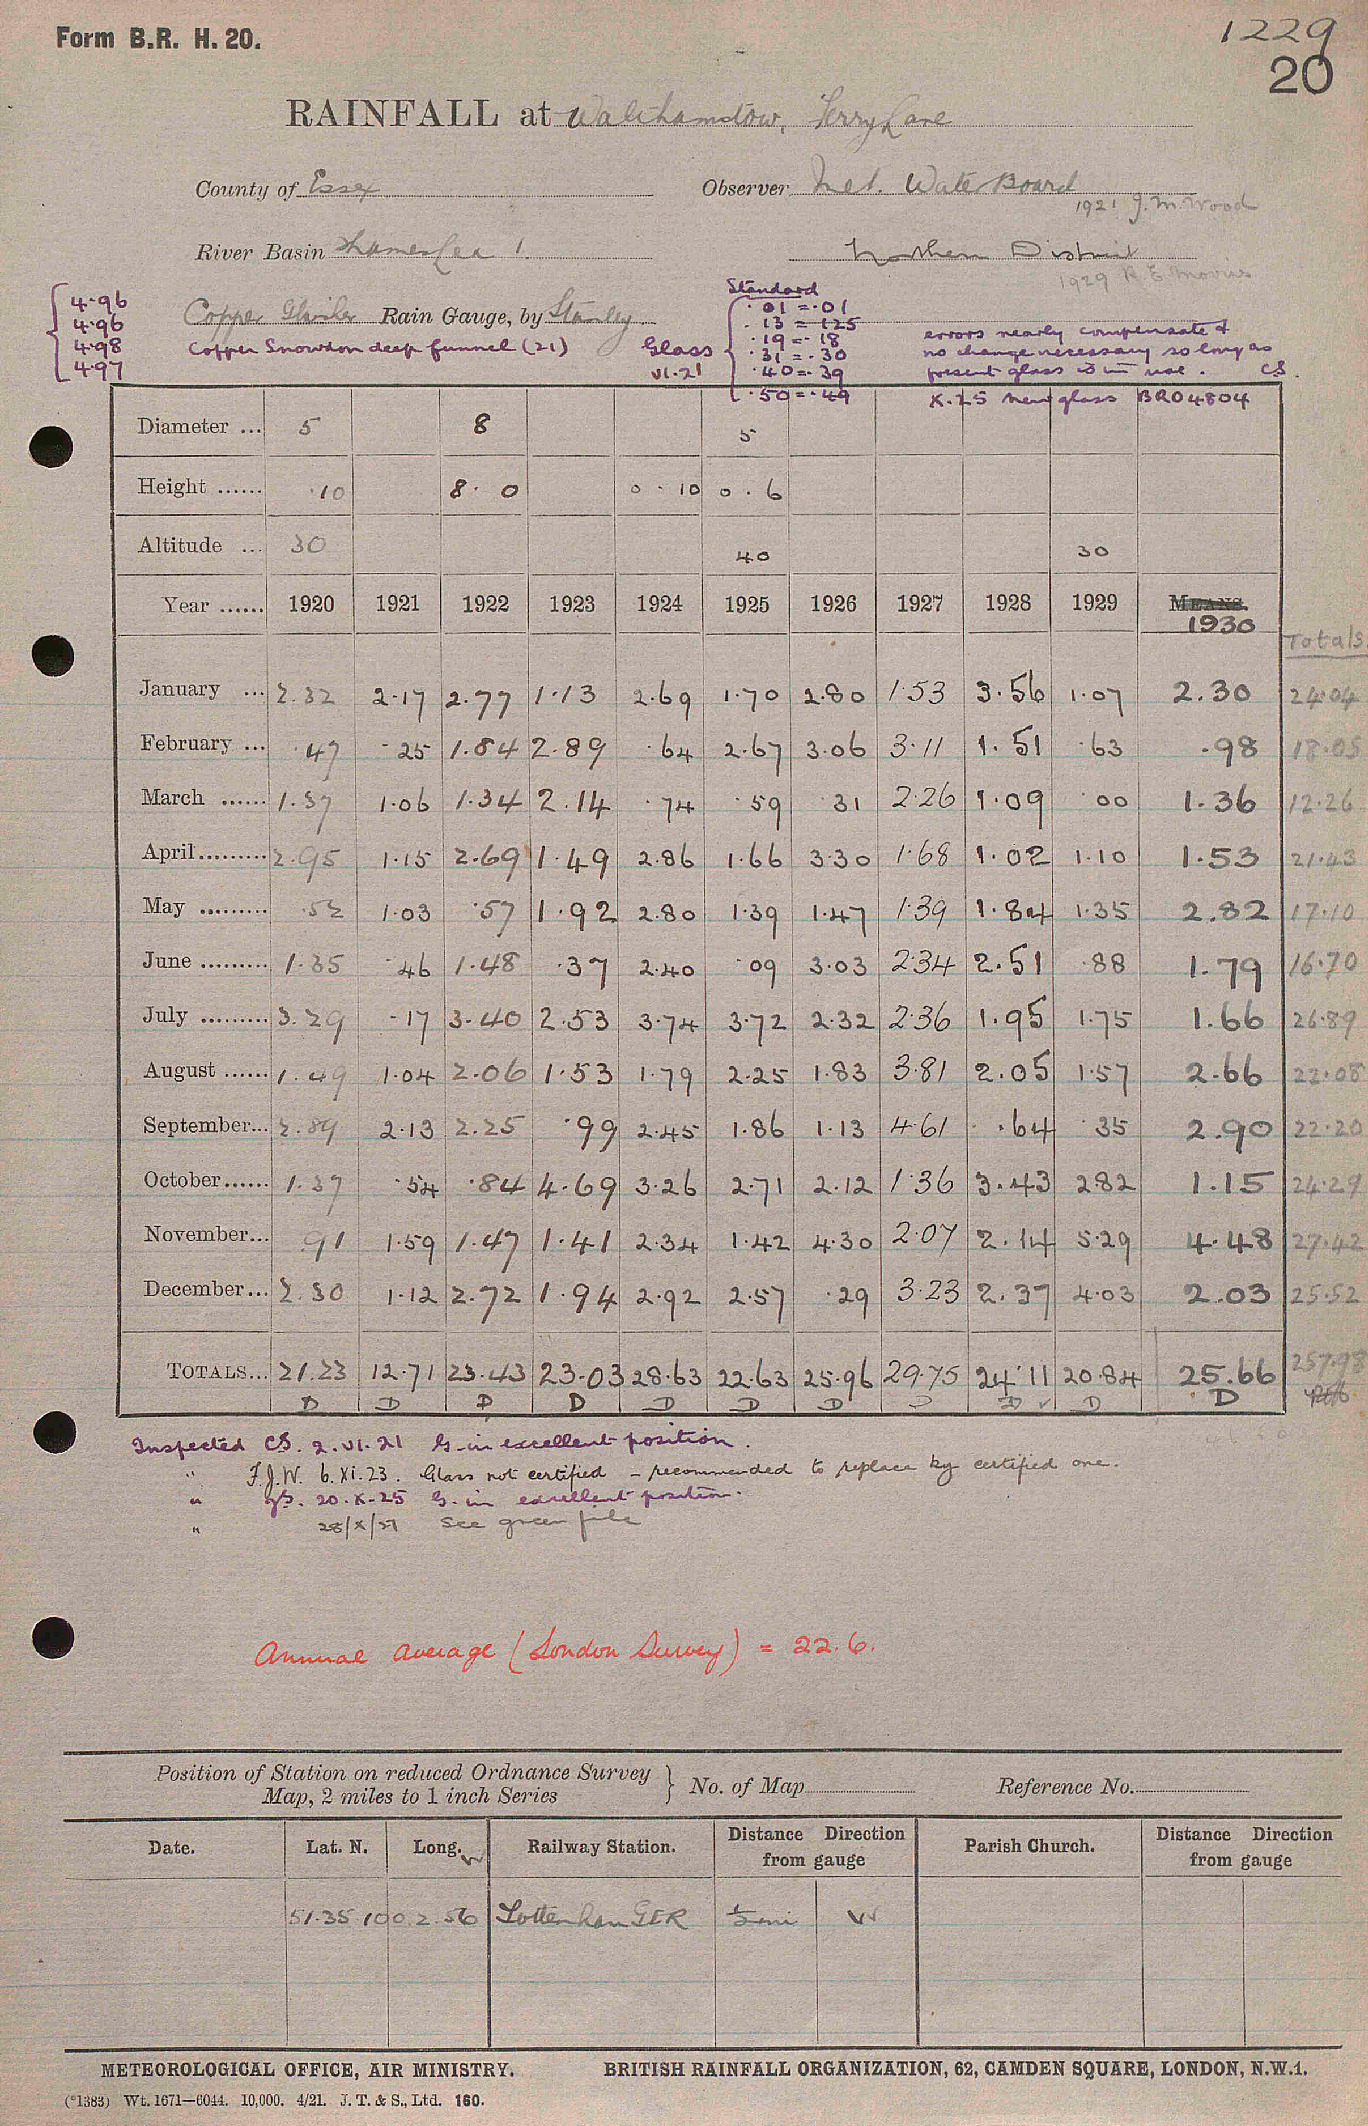 Form B.R. H. 20.
1229
20
RAINFALL at Walthamstow, Ferry Lane
County of Essex
Observer Met. Water Board
1921 J. M. Wood
River Basin Thames Lea 1
Northern District
1929 R. E. Movius
4.96
4.96
4.98
4.97
Copper Glaisher Rain Gauge, by Stanley
Copper Snowdon deep funnel (21)
Glass
VI.21
Standard
.01 = .01
.13 = 125
.19 = .18
.31 = .30
.40 = .39
.50 = .49
errors nearly compensate &
no change necessary so long as
present glass is in use. CS.
X.25 new glass BR04804
Diameter ... 5 8 5
Height ...... .10 8. 0 0 . 10 0 . 6
Altitude ... 30 40 30
Year ...... 1920 1921 1922 1923 1924 1925 1926 1927 1928 1929 MEANS.
1930
Totals.
January ... 2.32 2.17 2.77 1.13 2.69 1.70 2.80 1.53 3.56 1.07 2.30 24.04
February ... .47 .25 1.84 2.89 .64 2.67 3.06 3.11 1.51 .63 .98 18.05
March ...... 1.37 1.06 1.34 2.14 .74 .59 31 2.26 1.09 .00 1.36 12.26
April......... 2.95 1.15 2.69 1.49 2.86 1.66 3.30 1.68 1.02 1.10 1.53 21.43
May ......... .52 1.03 .57 1.92 2.80 1.39 1.47 1.39 1.84 1.35 2.82 17.10
June ......... 1.35 .46 1.48 .37 2.40 .09 3.03 2.34 2.51 .88 1.79 16.70
July ......... 3.29 .17 3.40 2.53 3.74 3.72 2.32 2.36 1.95 1.75 1.66 26.89
August ...... 1.49 1.04 2.06 1.53 1.79 2.25 1.83 3.81 2.05 1.57 2.66 22.08
September... 2.89 2.13 2.25 .99 2.45 1.86 1.13 4.61 .64 .35 2.90 22.20
October...... 1.37 .54 .84 4.69 3.26 2.71 2.12 1.36 3.43 2.82 1.15 24.29
November... .91 1.59 1.47 1.41 2.34 1.42 4.30 2.07 2.14 5.29 4.48 27.42
December... 2.30 1.12 2.72 1.94 2.92 2.57 .29 3.23 2.37 4.03 2.03 25.52
TOTALS... 21.23 12.71 23.43 23.03 28.63 22.63 25.96 29.75 24.11 20.84 25.66 257.98
D D D D D D D D D D D
Inspected CS. 2.VI.21 G. in excellent position.
" F.J.W. 6.XI.23. Glass not certified - recommended to replace by certified one.
" 20.X.25 G. in excellent position.
" 28/X/27 See green file
Annual average (London Survey) = 22.6.
Position of Station on reduced Ordnance Survey
Map, 2 miles to 1 inch Series
No. of Map
Reference No.
Date. Lat. N. Long. W Railway Station. Distance from gauge Direction Parish Church. Distance from gauge Direction
51.35.10 0.2.56 Tottenham GER ½ mi W
METEOROLOGICAL OFFICE, AIR MINISTRY. BRITISH RAINFALL ORGANIZATION, 62, CAMDEN SQUARE, LONDON, N.W.1.
(*1383) Wt. 1671—6044. 10,000. 4/21. J. T. & S., Ltd. 160.